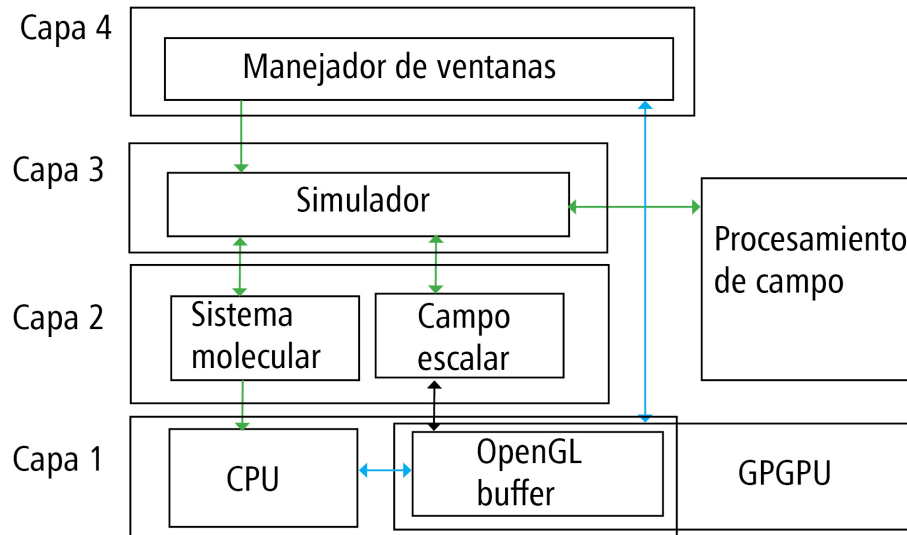 Capa 4
Manejador de ventanas
Capa 3
Simulador
Procesamiento
de campo
Capa 2
Sistema
molecular
Campo
escalar
Capa 1
CPU
OpenGL
buffer
GPGPU